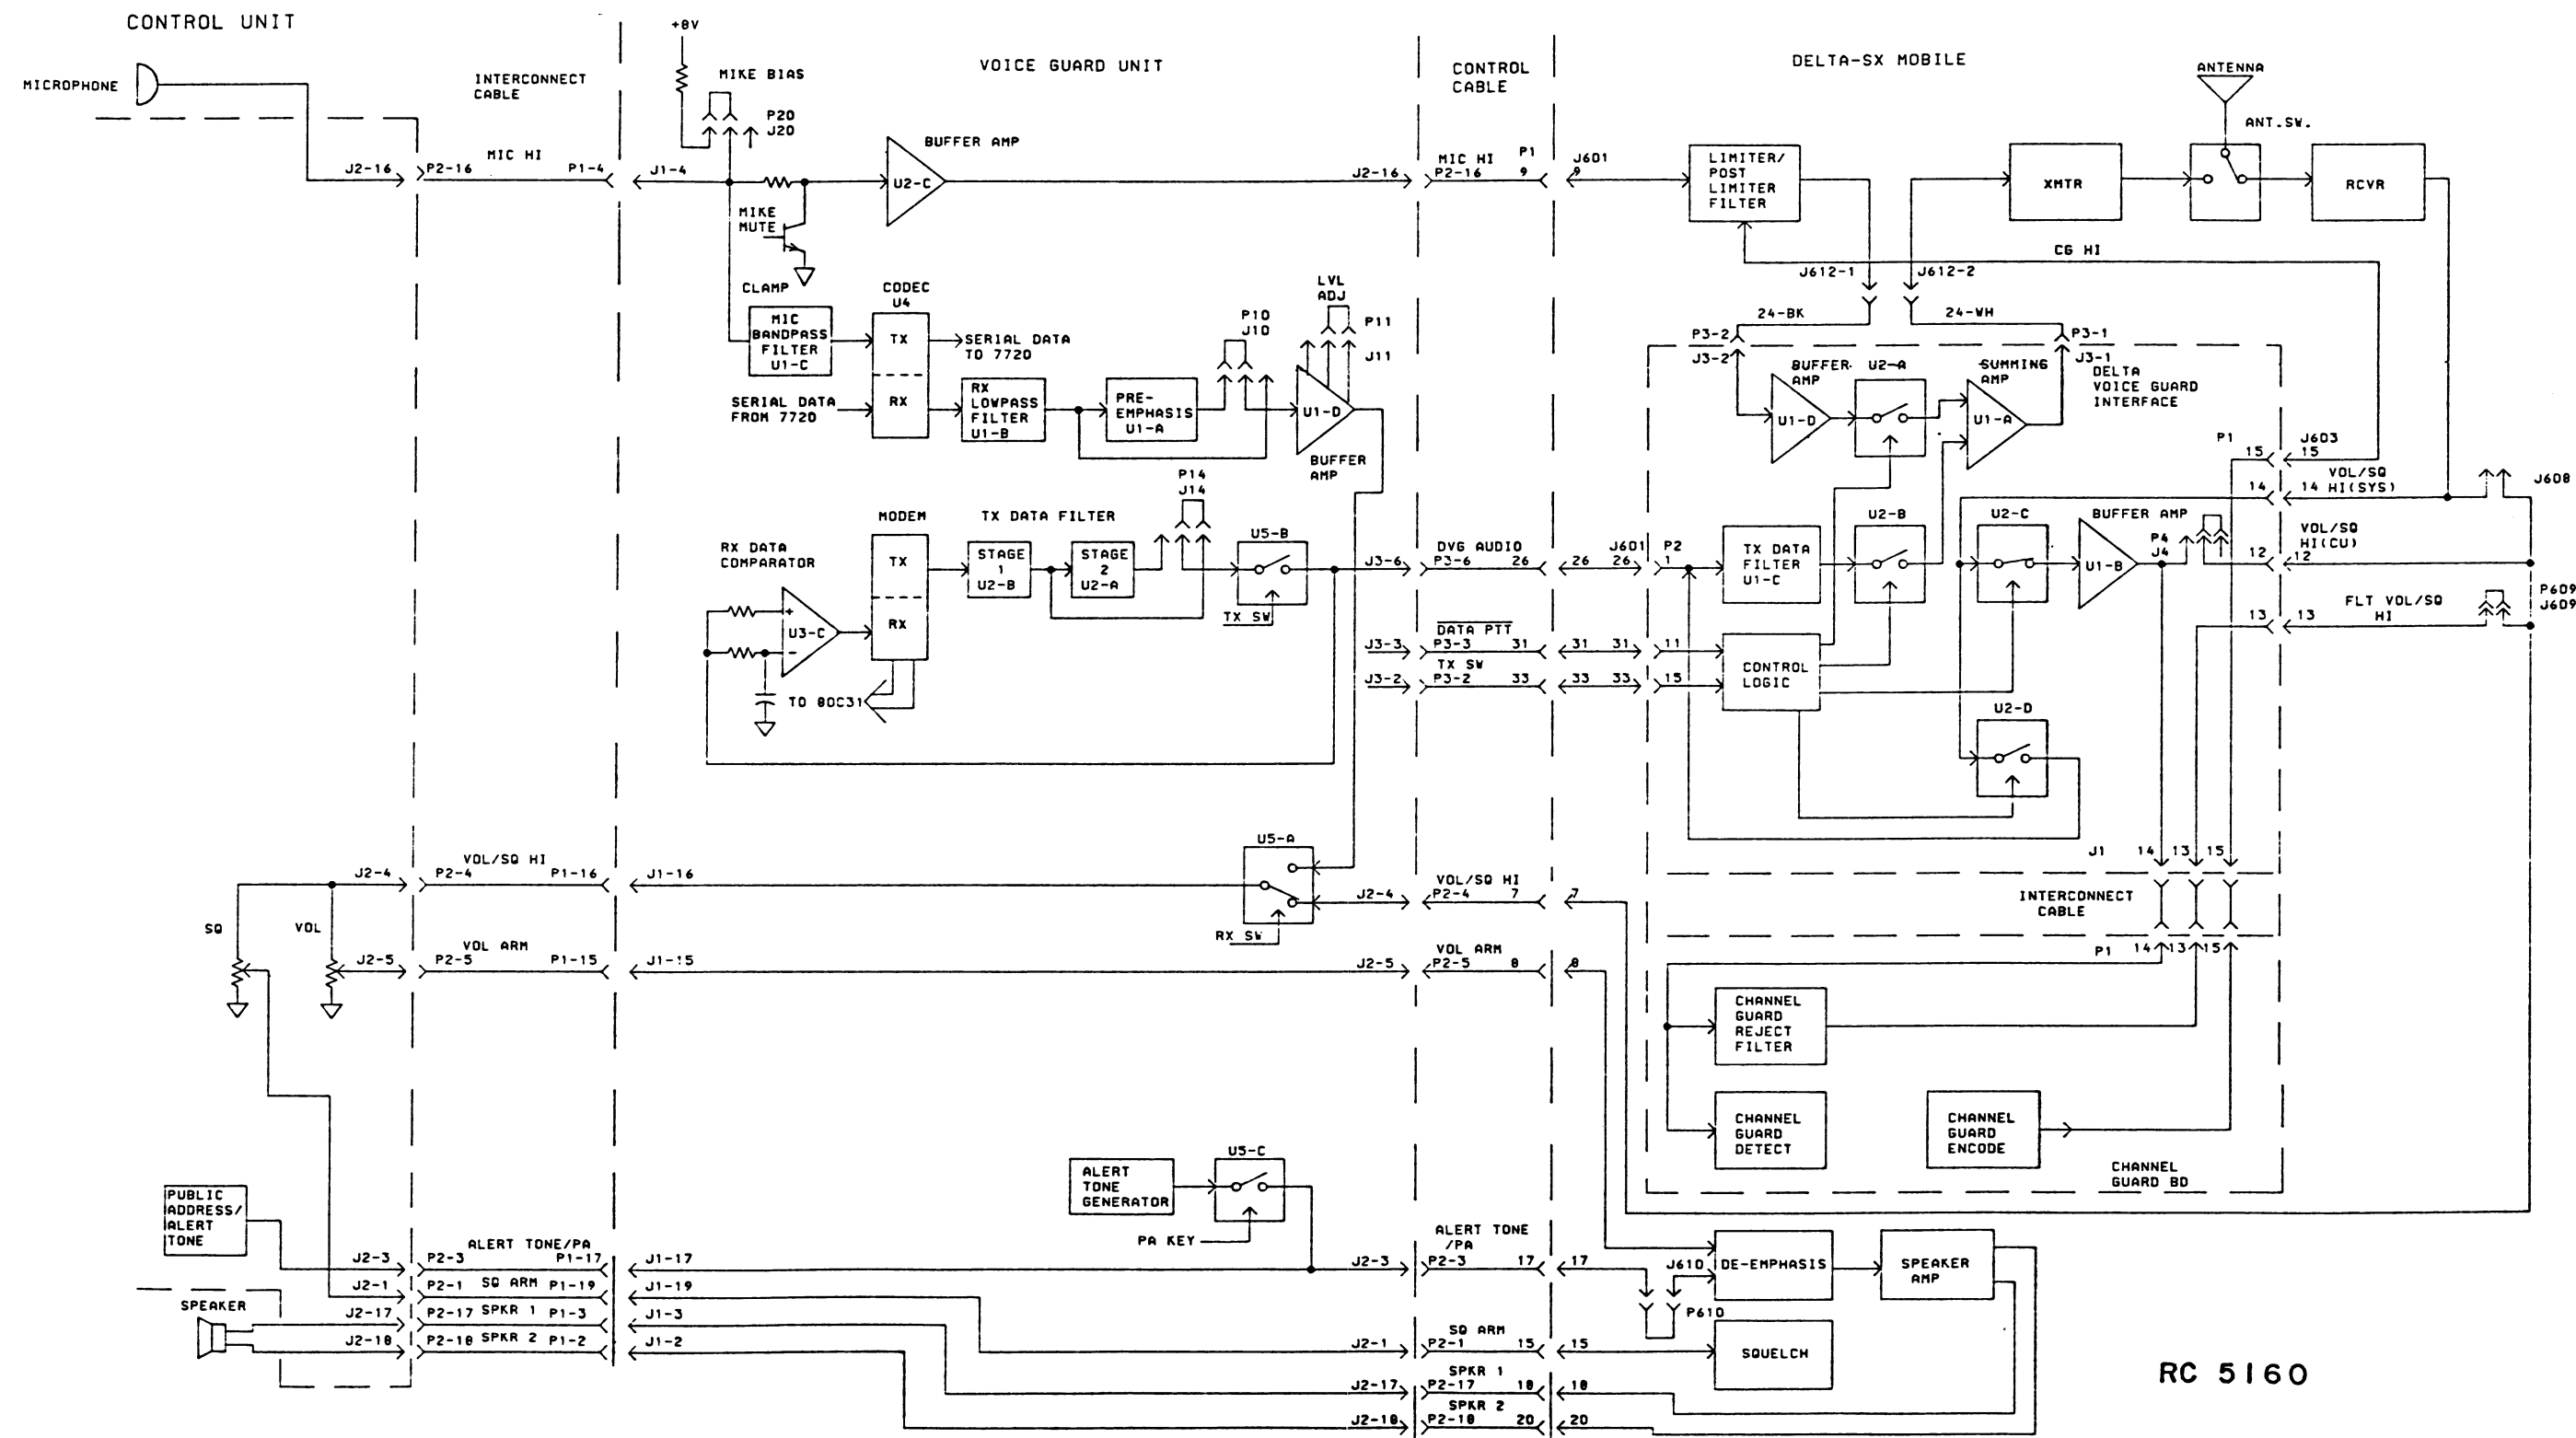 CONTROL UNIT
MICROPHONE
INTERCONNECT
CABLE
J2-16
P2-16
MIC HI
P1-4
J1-4
+8V
MIKE BIAS
P20
J20
VOICE GUARD UNIT
BUFFER AMP
U2-C
MIKE
MUTE
CLAMP
MIC
BANDPASS
FILTER
U1-C
CODEC
U4
TX
RX
SERIAL DATA
TO 7720
SERIAL DATA
FROM 7720
RX
LOWPASS
FILTER
U1-B
PRE-
EMPHASIS
U1-A
P10
J10
LVL
ADJ
P11
J11
U1-D
BUFFER
AMP
RX DATA
COMPARATOR
U3-C
+
-
MODEM
TX
RX
TO 80C31
TX DATA FILTER
STAGE
1
U2-B
STAGE
2
U2-A
P14
J14
U5-B
TX SW
J3-6
J3-3
J3-2
J2-16
CONTROL
CABLE
MIC HI
P2-16
P1
9
J601
9
DVG AUDIO
P3-6
26
26
J601
26
P2
1
DATA PTT
P3-3
31
31
31
11
TX SW
P3-2
33
33
33
15
DELTA-SX MOBILE
LIMITER/
POST
LIMITER
FILTER
XMTR
ANTENNA
ANT.SW.
RCVR
CG HI
J612-1
J612-2
24-BK
24-WH
P3-2
J3-2
P3-1
J3-1
DELTA
VOICE GUARD
INTERFACE
BUFFER
AMP
U1-D
U2-A
SUMMING
AMP
U1-A
P1
15
J603
15
VOL/SQ
HI(SYS)
14
14
J608
TX DATA
FILTER
U1-C
U2-B
U2-C
BUFFER AMP
U1-B
P4
J4
VOL/SQ
HI(CU)
12
12
FLT VOL/SQ
HI
13
13
P609
J609
CONTROL
LOGIC
U2-D
J1
14
13
15
INTERCONNECT
CABLE
P1
14
13
15
CHANNEL
GUARD
REJECT
FILTER
CHANNEL
GUARD
DETECT
CHANNEL
GUARD
ENCODE
CHANNEL
GUARD BD
SQ
VOL
J2-4
VOL/SQ HI
P2-4
P1-16
J1-16
U5-A
RX SW
J2-4
VOL/SQ HI
P2-4
7
7
J2-5
VOL ARM
P2-5
P1-15
J1-15
J2-5
VOL ARM
P2-5
8
8
PUBLIC
ADDRESS/
ALERT
TONE
ALERT
TONE
GENERATOR
U5-C
PA KEY
J2-3
P2-3
ALERT TONE/PA
P1-17
J1-17
J2-3
ALERT TONE
/PA
P2-3
17
17
J610
P610
DE-EMPHASIS
SPEAKER
AMP
J2-1
P2-1
SQ ARM
P1-19
J1-19
J2-1
SQ ARM
P2-1
15
15
SQUELCH
SPEAKER
J2-17
P2-17
SPKR 1
P1-3
J1-3
J2-17
SPKR 1
P2-17
18
18
J2-18
P2-18
SPKR 2
P1-2
J1-2
J2-18
SPKR 2
P2-18
20
20
RC 5160